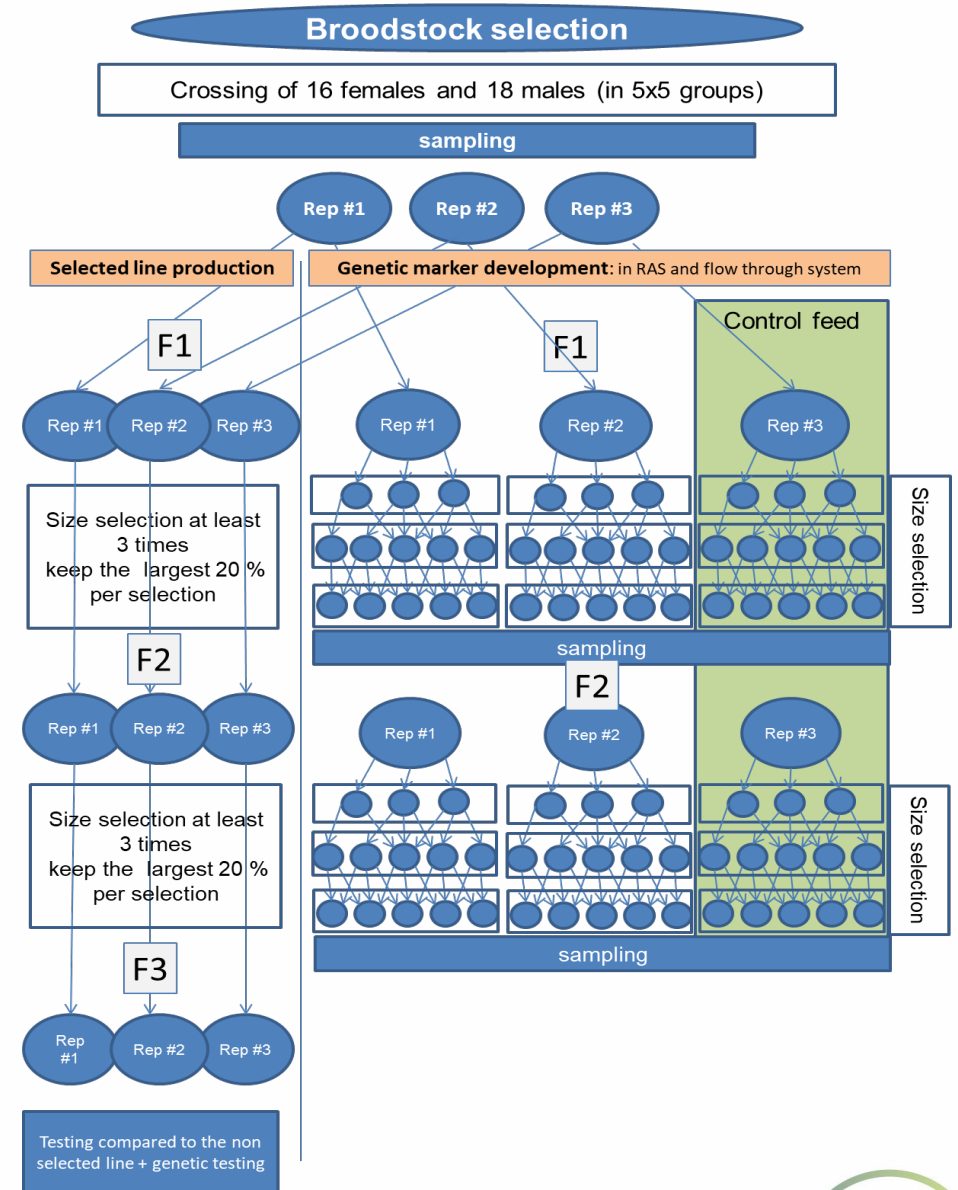 Broodstock selection
Crossing of 16 females and 18 males (in 5x5 groups)
sampling
Rep #1
Rep #2
Rep #3
Selected line production
Genetic marker development: in RAS and flow through system
Control feed
F1
F1
Rep #1
Rep #2
Rep #3
Rep #1
Rep #2
Rep #3
Size selection at least
3 times
keep the largest 20 %
per selection
Size selection
sampling
F2
F2
Rep #1
Rep #2
Rep #3
Rep #1
Rep #2
Rep #3
Size selection at least
3 times
keep the largest 20 %
per selection
Size selection
sampling
F3
Rep
#1
Rep #2
Rep #3
Testing compared to the non
selected line + genetic testing